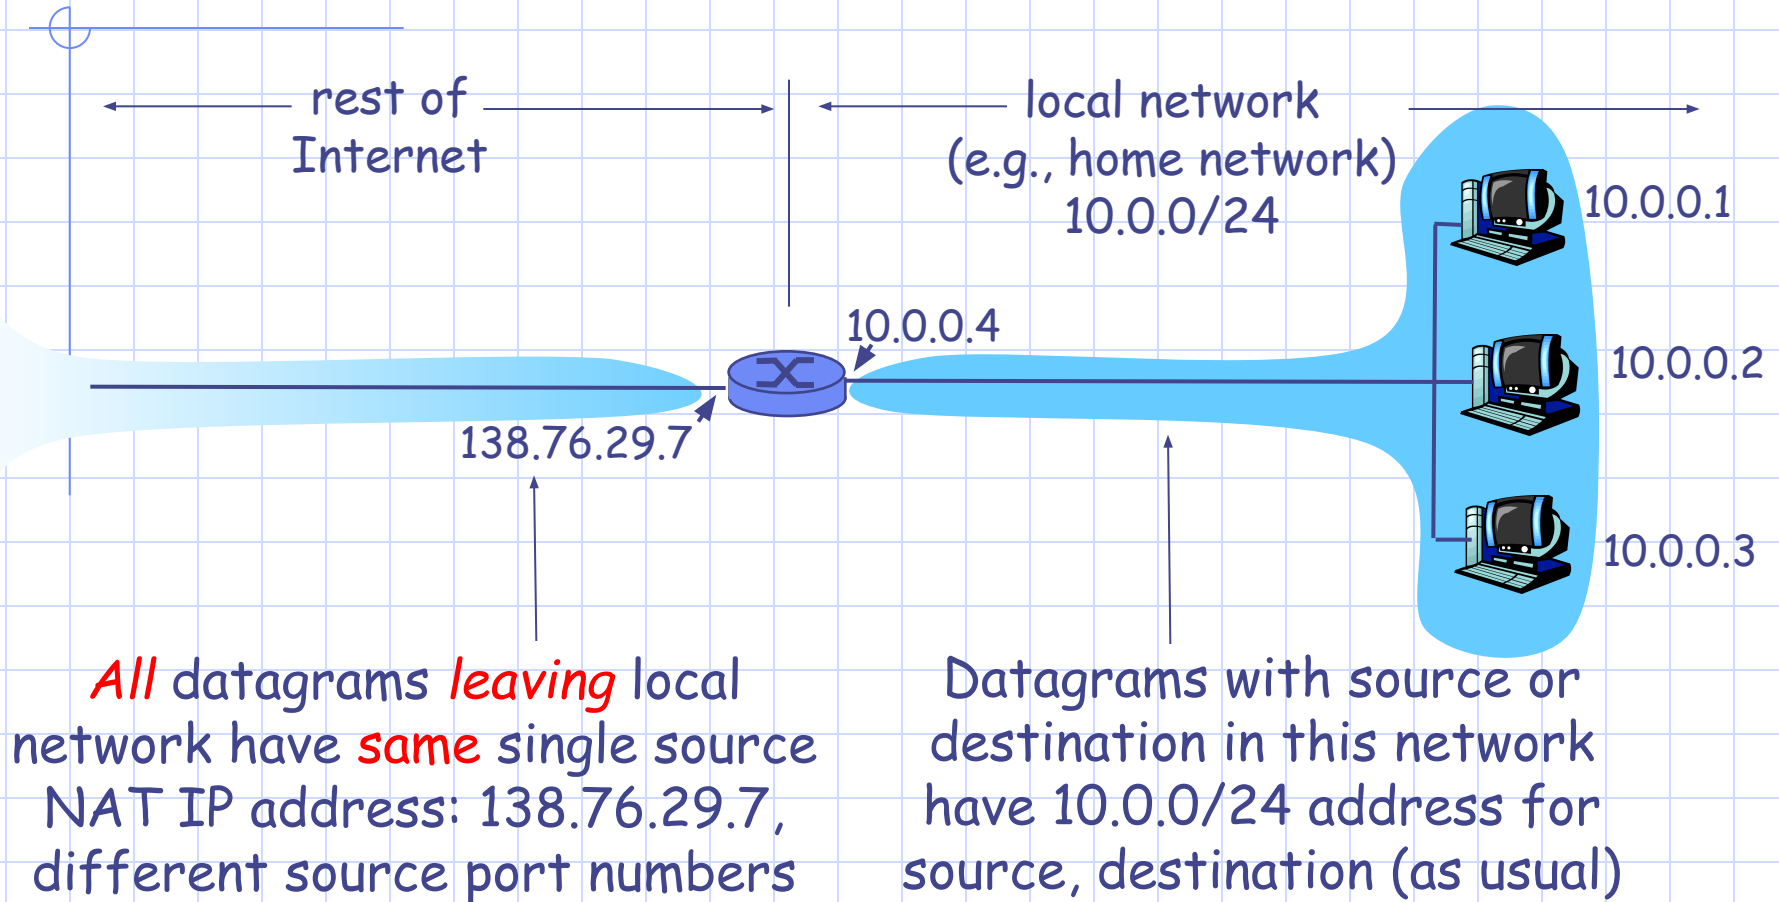 rest of
Internet
local network
(e.g., home network)
10.0.0/24
10.0.0.1
10.0.0.4
10.0.0.2
138.76.29.7
10.0.0.3
All datagrams leaving local
network have same single source
NAT IP address: 138.76.29.7,
different source port numbers
Datagrams with source or
destination in this network
have 10.0.0/24 address for
source, destination (as usual)